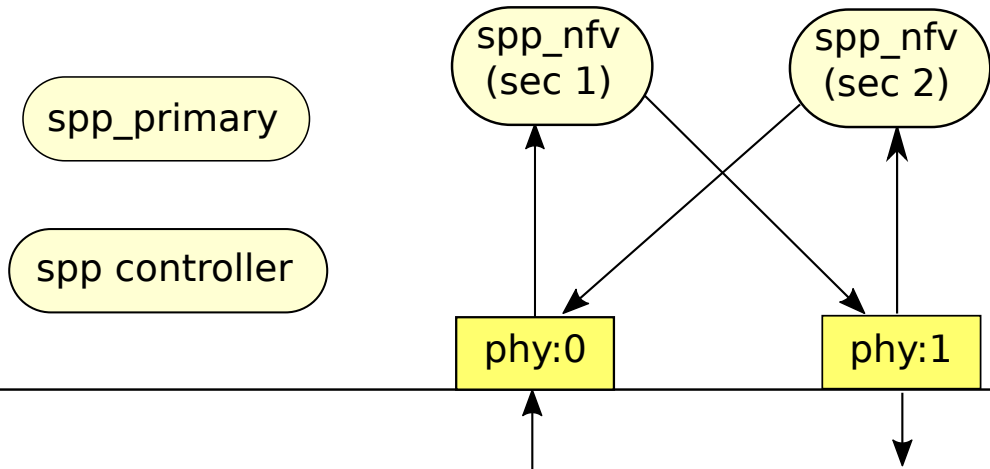 spp_nfv
(sec 1)
spp_nfv
(sec 2)
spp_primary
spp controller
phy:0
phy:1